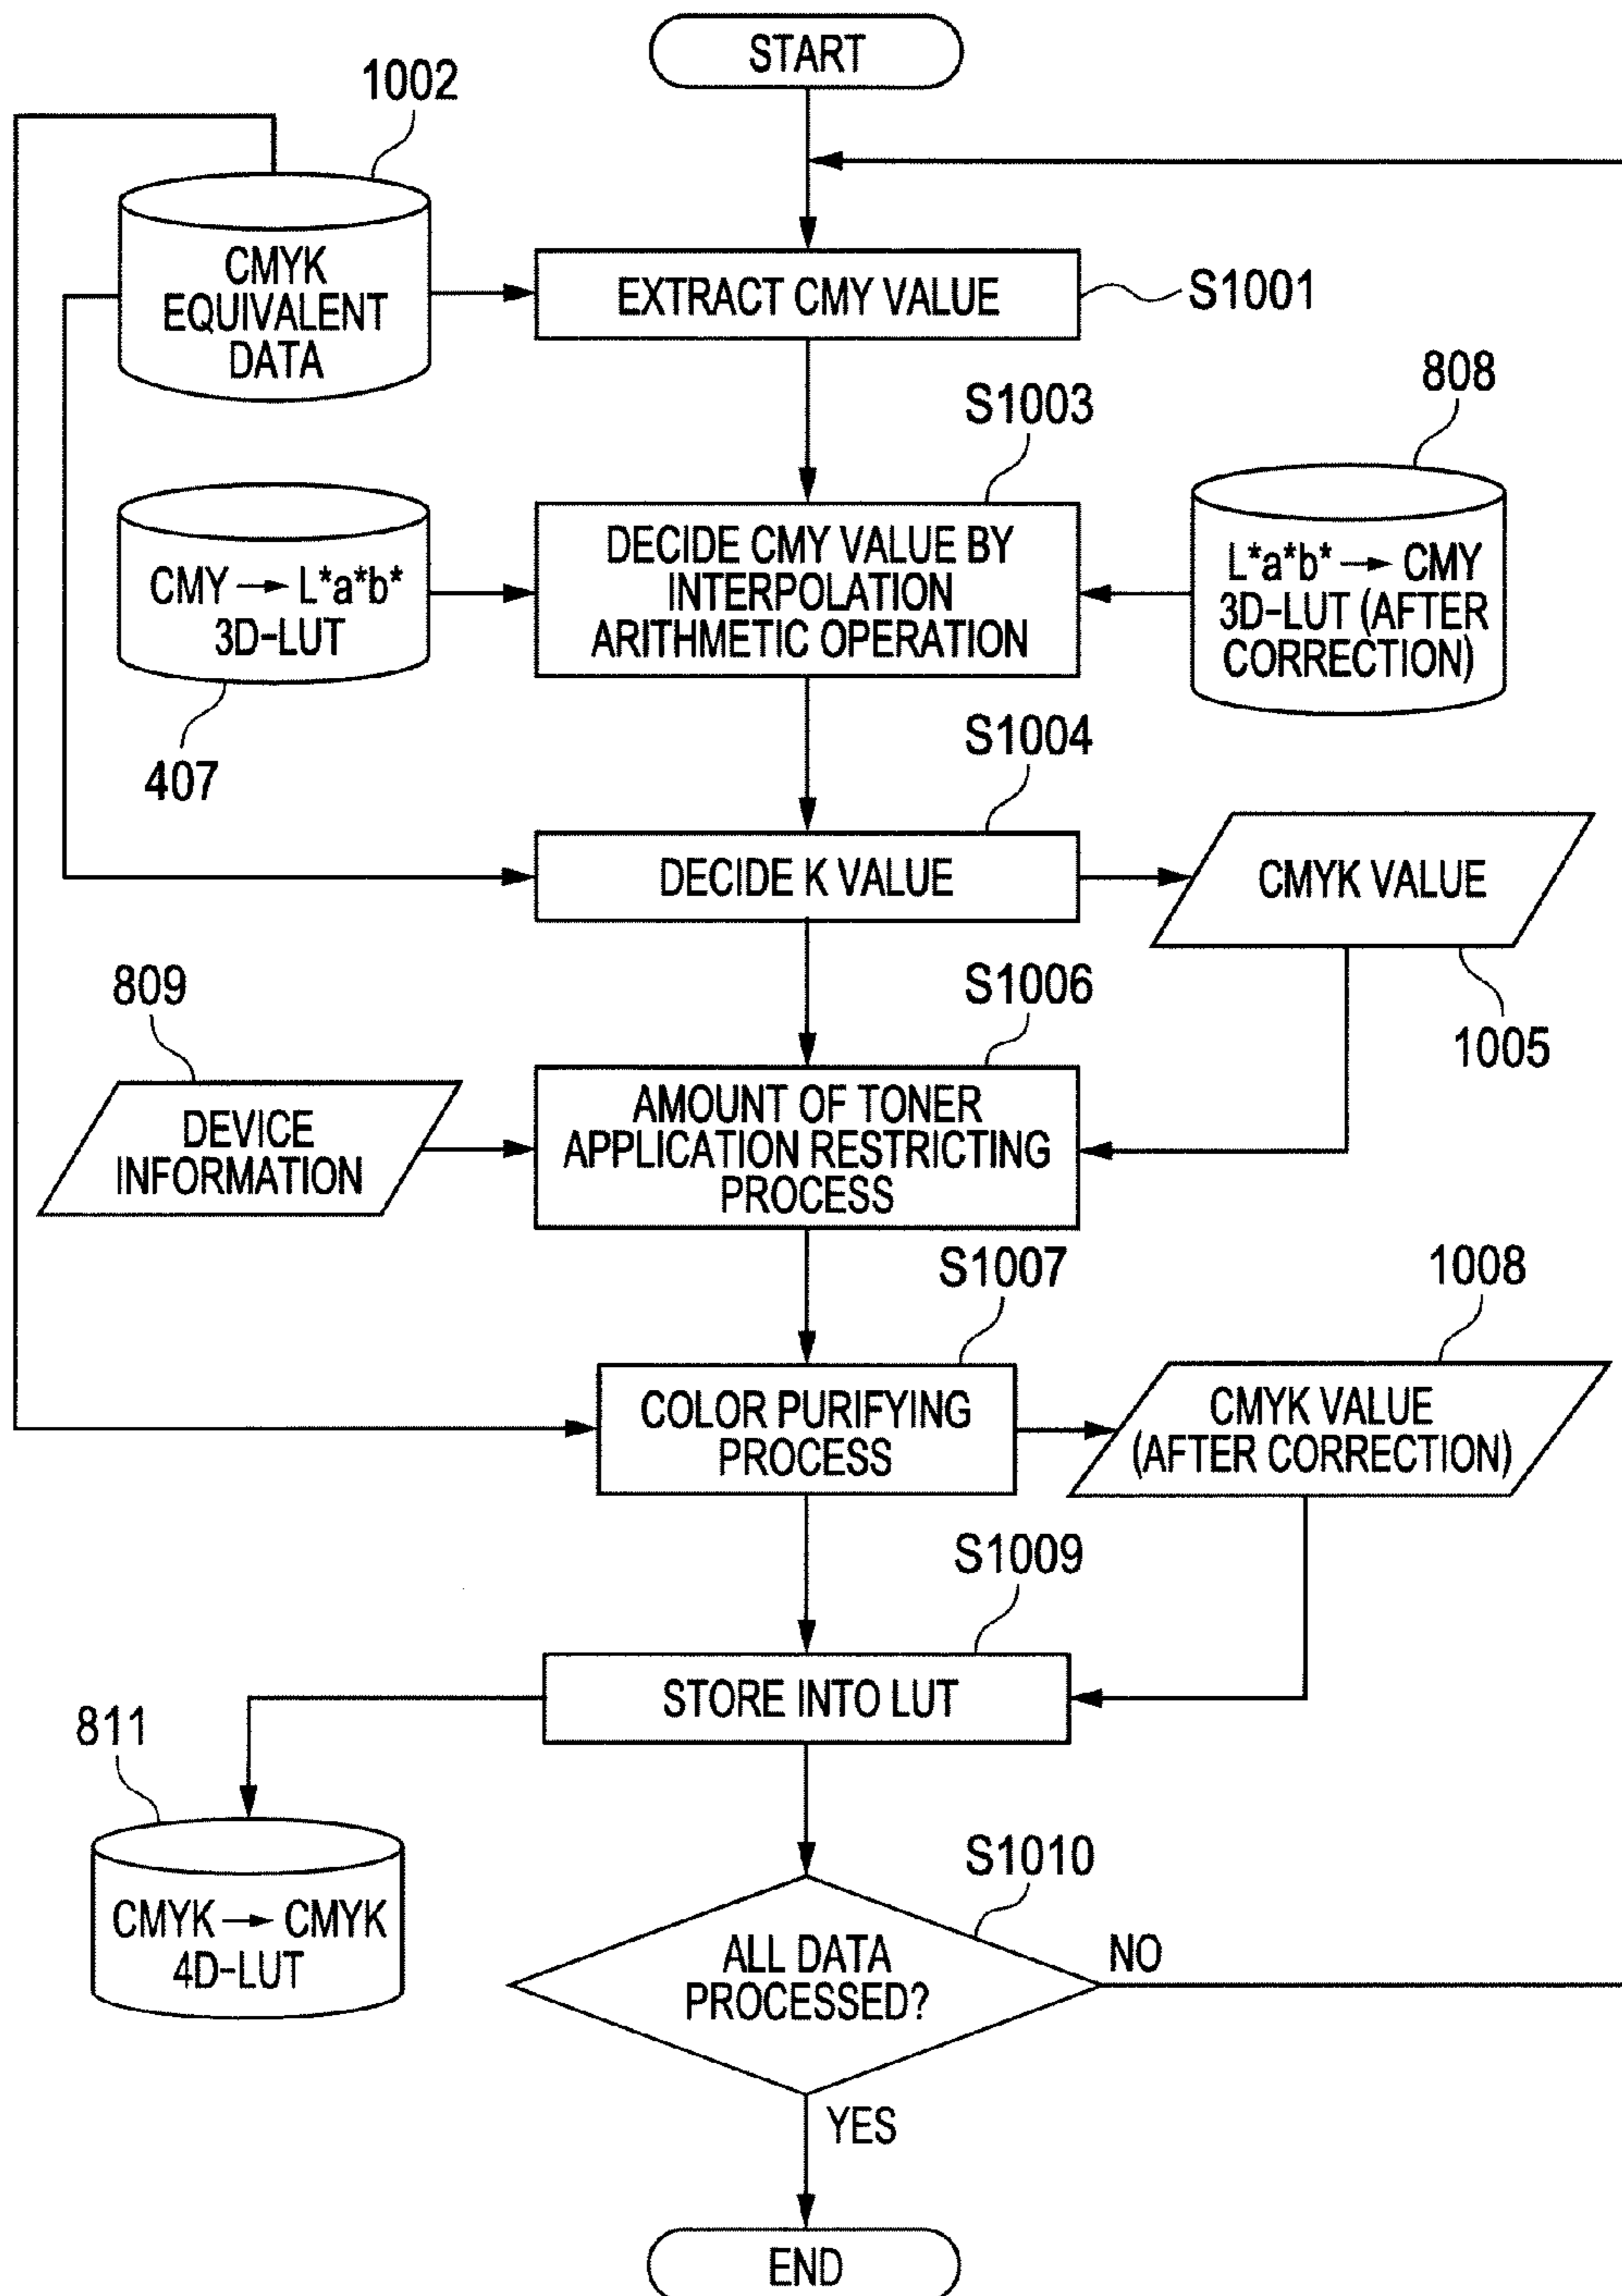 START
1002
CMYK
EQUIVALENT
DATA
EXTRACT CMY VALUE
S1001
S1003
808
CMY → L*a*b*
3D-LUT
407
DECIDE CMY VALUE BY
INTERPOLATION
ARITHMETIC OPERATION
L*a*b* → CMY
3D-LUT (AFTER
CORRECTION)
S1004
DECIDE K VALUE
CMYK VALUE
1005
809
DEVICE
INFORMATION
S1006
AMOUNT OF TONER
APPLICATION RESTRICTING
PROCESS
S1007
COLOR PURIFYING
PROCESS
1008
CMYK VALUE
(AFTER CORRECTION)
S1009
STORE INTO LUT
811
CMYK → CMYK
4D-LUT
S1010
ALL DATA
PROCESSED?
NO
YES
END